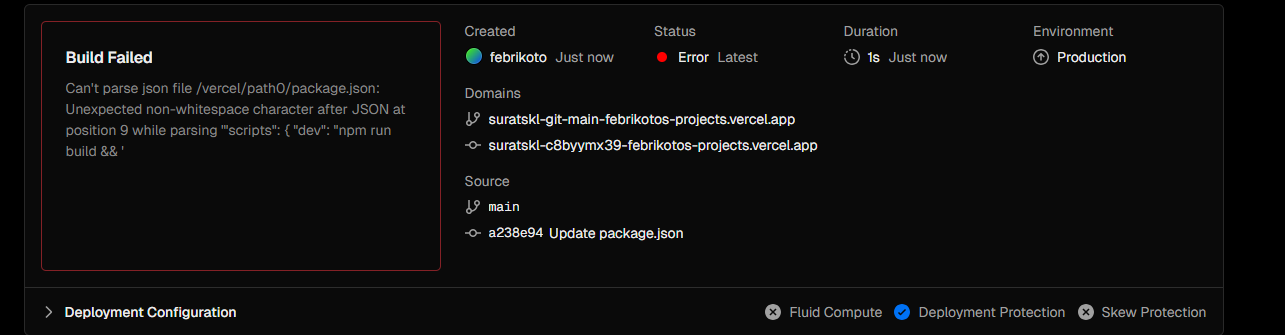 Build Failed
Can't parse json file /vercel/path0/package.json:
Unexpected non-whitespace character after JSON at
position 9 while parsing '"scripts": { "dev": "npm run
build && '
Created
febrikoto Just now
Status
Error Latest
Duration
1s Just now
Environment
Production
Domains
suratskl-git-main-febrikotos-projects.vercel.app
suratskl-c8byymx39-febrikotos-projects.vercel.app
Source
main
a238e94 Update package.json
Deployment Configuration
Fluid Compute
Deployment Protection
Skew Protection